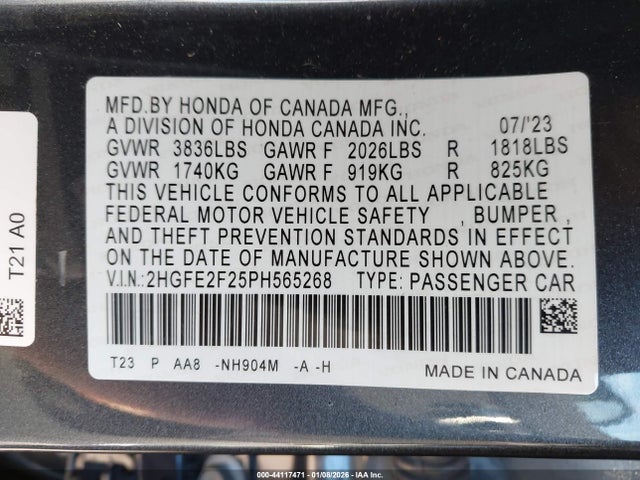 MFD.BY HONDA OF CANADA MFG.,
A DIVISION OF HONDA CANADA INC. 07/'23
GVWR 3836LBS GAWR F 2026LBS R 1818LBS
GVWR 1740KG GAWR F 919KG R 825KG
THIS VEHICLE CONFORMS TO ALL APPLICABLE
FEDERAL MOTOR VEHICLE SAFETY , BUMPER ,
AND THEFT PREVENTION STANDARDS IN EFFECT
ON THE DATE OF MANUFACTURE SHOWN ABOVE.
V.I.N.: 2HGFE2F25PH565268 TYPE: PASSENGER CAR
T23 P AA8 -NH904M -A -H
MADE IN CANADA
T21 A0
000-44117471 - 01/08/2026 - IAA Inc.